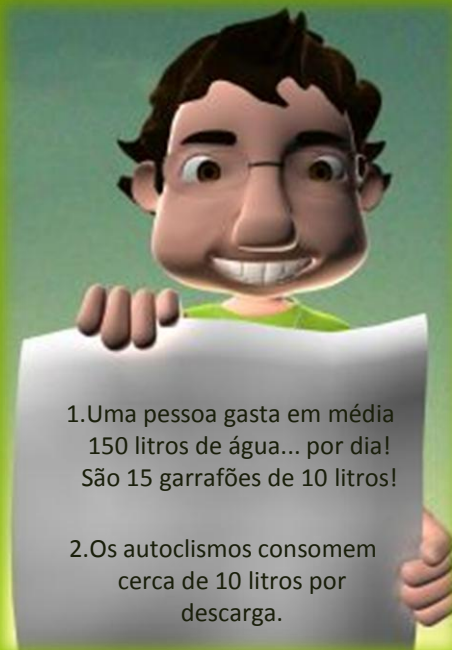 1.Uma pessoa gasta em média
150 litros de água... por dia!
São 15 garrafões de 10 litros!
2.Os autoclismos consomem
cerca de 10 litros por
descarga.